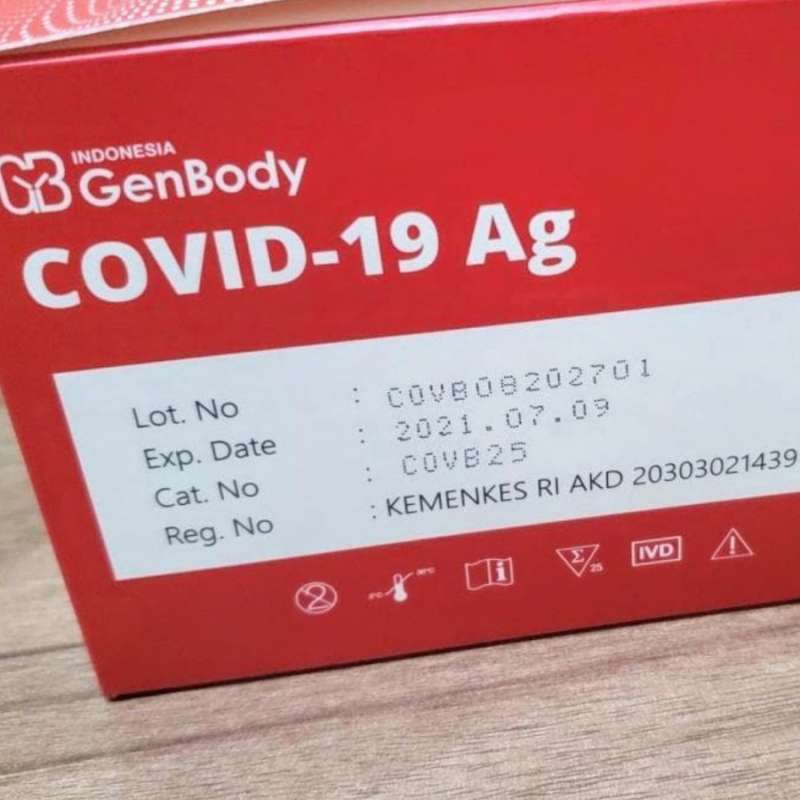 INDONESIA
GenBody
COVID-19 Ag
Lot. No : COVB08202701
Exp. Date : 2021.07.09
Cat. No : COVB25
Reg. No : KEMENKES RI AKD 20303021439
Σ 25
IVD